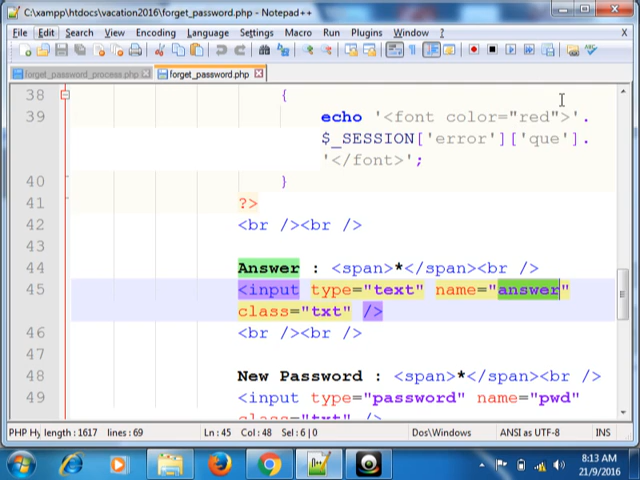 C:\xampp\htdocs\vacation2016\forget_password.php - Notepad++
File Edit Search View Encoding Language Settings Macro Run Plugins Window ? X
forget_password_process.php forget_password.php
38 {
39 echo '<font color="red">'.
$_SESSION['error']['que'].
'</font>';
40 }
41 ?>
42 <br /><br />
43
44 Answer : <span>*</span><br />
45 <input type="text" name="answer"
class="txt" />
46 <br /><br />
47
48 New Password : <span>*</span><br />
49 <input type="password" name="pwd"
class="txt" />
PHP Hy length : 1617 lines : 69 Ln : 45 Col : 48 Sel : 6 | 0 Dos\Windows ANSI as UTF-8 INS
8:13 AM
21/9/2016